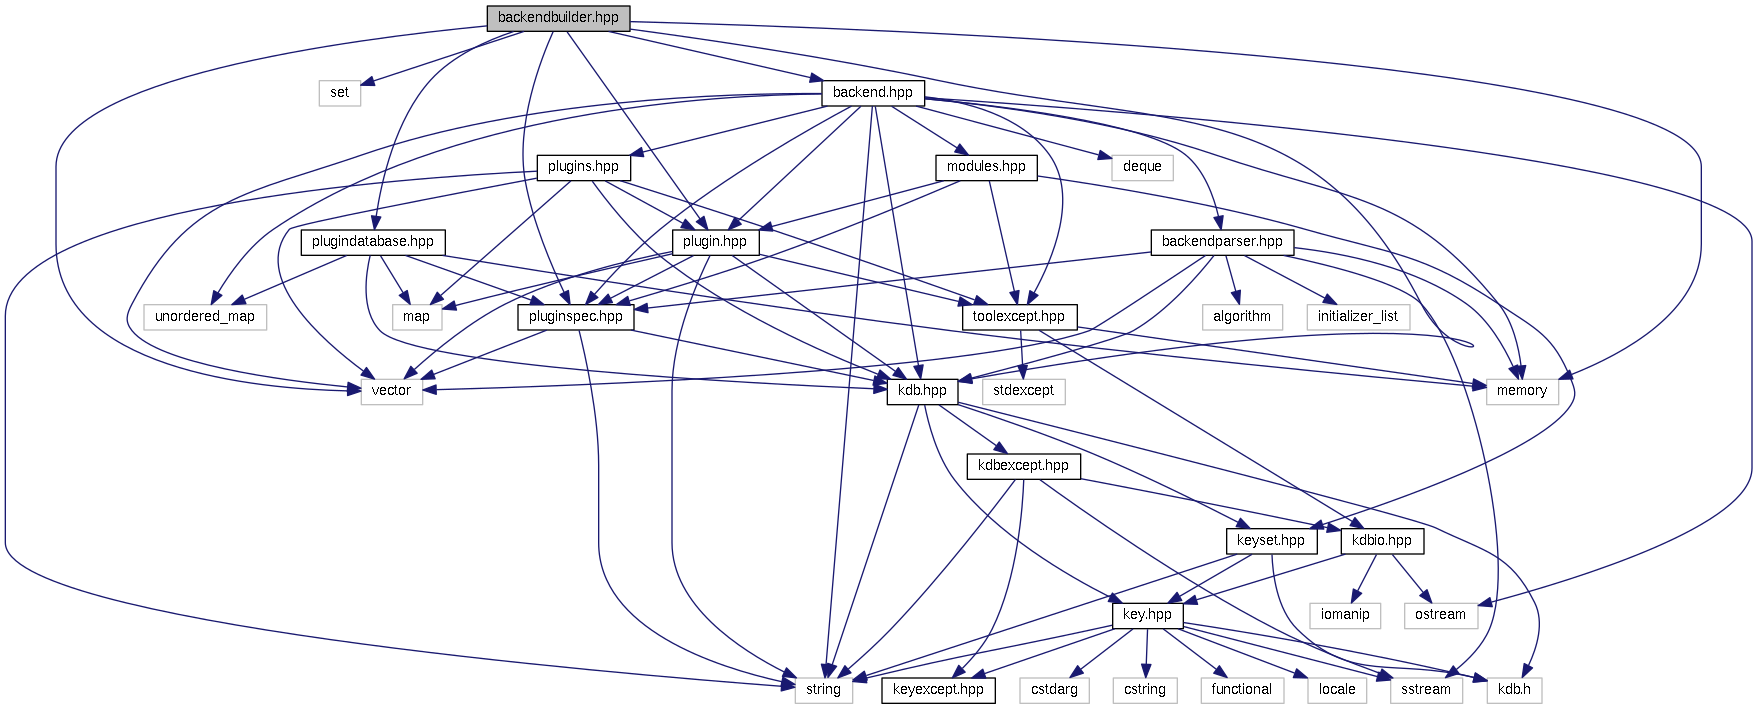 backendbuilder.hpp
set
backend.hpp
plugins.hpp
modules.hpp
deque
plugindatabase.hpp
plugin.hpp
backendparser.hpp
unordered_map
map
pluginspec.hpp
toolexcept.hpp
algorithm
initializer_list
vector
kdb.hpp
stdexcept
memory
kdbexcept.hpp
keyset.hpp
kdbio.hpp
key.hpp
iomanip
ostream
string
keyexcept.hpp
cstdarg
cstring
functional
locale
sstream
kdb.h